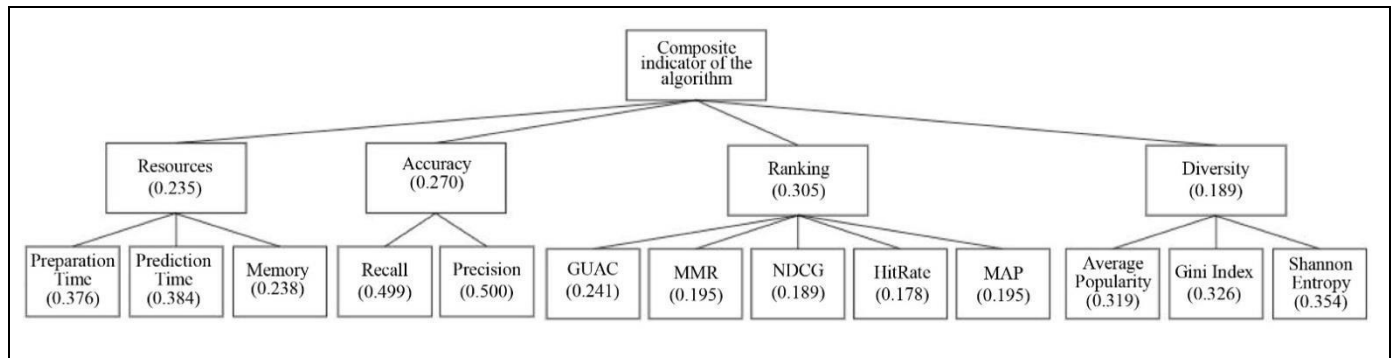 Composite
indicator of the
algorithm
Resources
(0.235)
Accuracy
(0.270)
Ranking
(0.305)
Diversity
(0.189)
Preparation
Time
(0.376)
Prediction
Time
(0.384)
Memory
(0.238)
Recall
(0.499)
Precision
(0.500)
GUAC
(0.241)
MMR
(0.195)
NDCG
(0.189)
HitRate
(0.178)
MAP
(0.195)
Average
Popularity
(0.319)
Gini Index
(0.326)
Shannon
Entropy
(0.354)